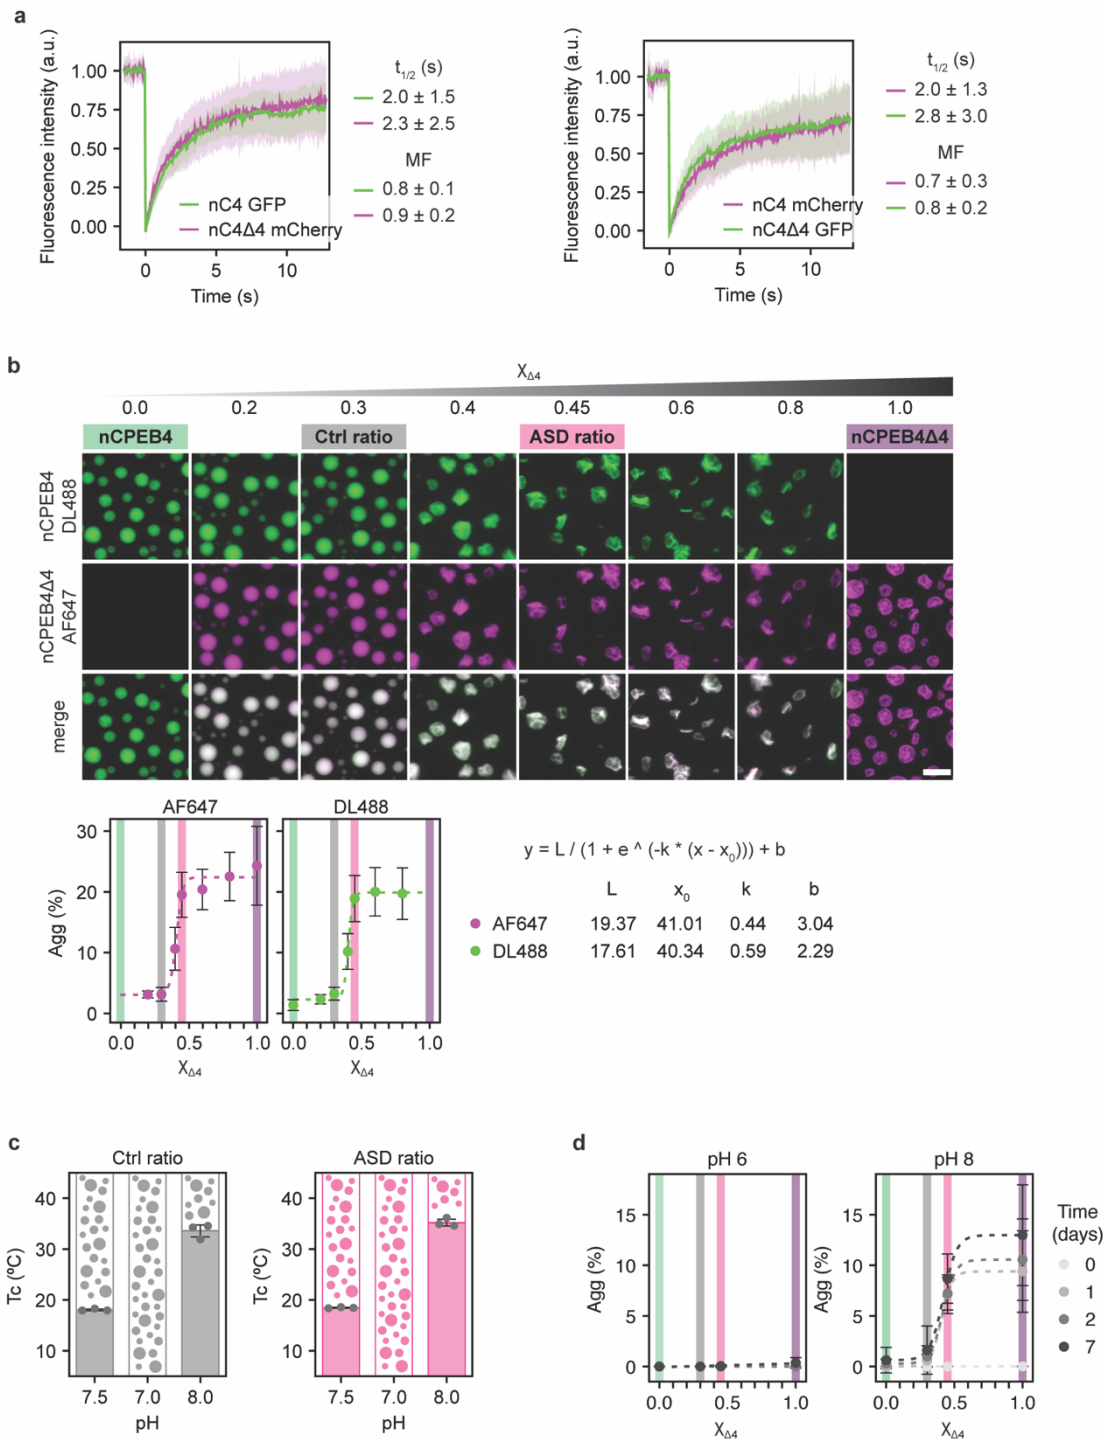 a
Fluorescence intensity (a.u.)
1.00
0.75
0.50
0.25
0.00
nC4 GFP
nC4Δ4 mCherry
0 5 10
Time (s)
t1/2 (s)
2.0 ± 1.5
2.3 ± 2.5
MF
0.8 ± 0.1
0.9 ± 0.2
Fluorescence intensity (a.u.)
1.00
0.75
0.50
0.25
0.00
nC4 mCherry
nC4Δ4 GFP
0 5 10
Time (s)
t1/2 (s)
2.0 ± 1.3
2.8 ± 3.0
MF
0.7 ± 0.3
0.8 ± 0.2
b
χΔ4
0.0 0.2 0.3 0.4 0.45 0.6 0.8 1.0
nCPEB4 Ctrl ratio ASD ratio nCPEB4Δ4
nCPEB4
DL488
nCPEB4Δ4
AF647
merge
AF647
DL488
Agg (%)
30
20
10
0
0.0 0.5 1.0
χΔ4
0.0 0.5 1.0
χΔ4
y = L / (1 + e ^ (-k * (x - x0))) + b
L x0 k b
AF647 19.37 41.01 0.44 3.04
DL488 17.61 40.34 0.59 2.29
c
Ctrl ratio
Tc (ºC)
40
30
20
10
7.5 7.0 8.0
pH
ASD ratio
Tc (ºC)
40
30
20
10
7.5 7.0 8.0
pH
d
pH 6
Agg (%)
15
10
5
0
0.0 0.5 1.0
χΔ4
pH 8
Agg (%)
15
10
5
0
0.0 0.5 1.0
χΔ4
Time
(days)
0
1
2
7